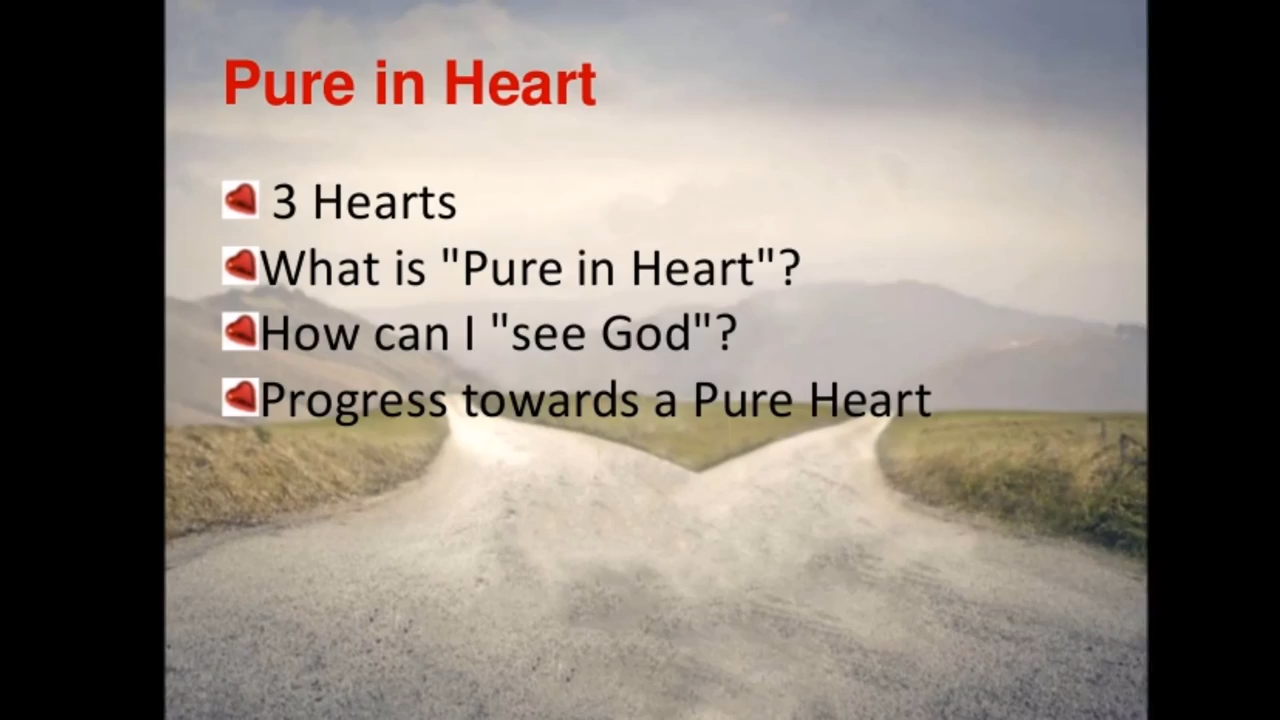 Pure in Heart
3 Hearts
What is "Pure in Heart"?
How can I "see God"?
Progress towards a Pure Heart